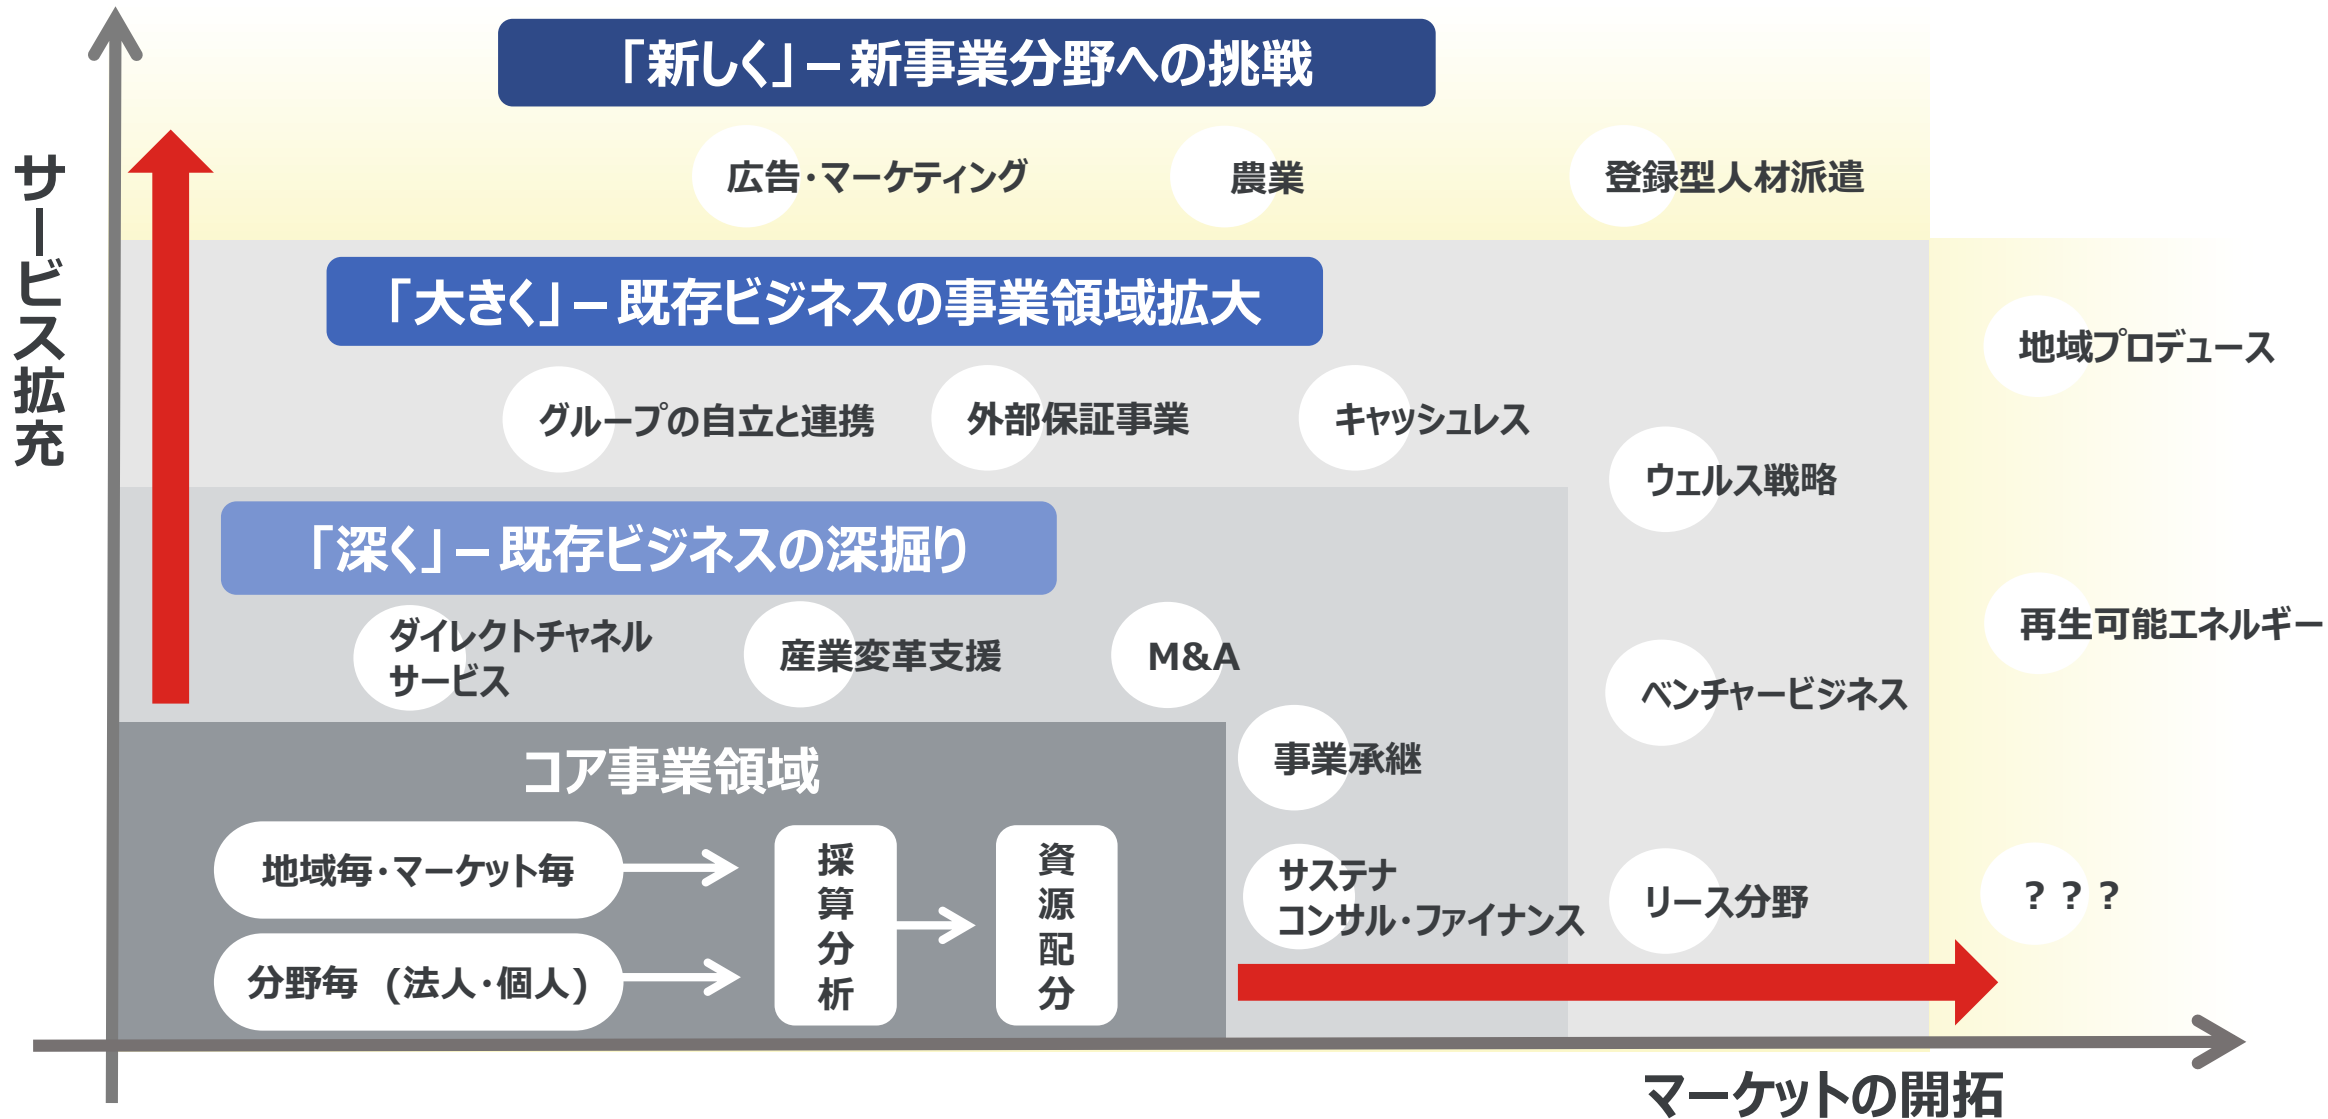 サービス拡充
「新しく」－新事業分野への挑戦
広告・マーケティング
農業
登録型人材派遣
「大きく」－既存ビジネスの事業領域拡大
グループの自立と連携
外部保証事業
キャッシュレス
ウェルス戦略
地域プロデュース
「深く」－既存ビジネスの深掘り
ダイレクトチャネル
サービス
産業変革支援
M&A
事業承継
ベンチャービジネス
再生可能エネルギー
コア事業領域
地域毎・マーケット毎
分野毎（法人・個人）
採算分析
資源配分
サステナ
コンサル・ファイナンス
リース分野
？？？
マーケットの開拓